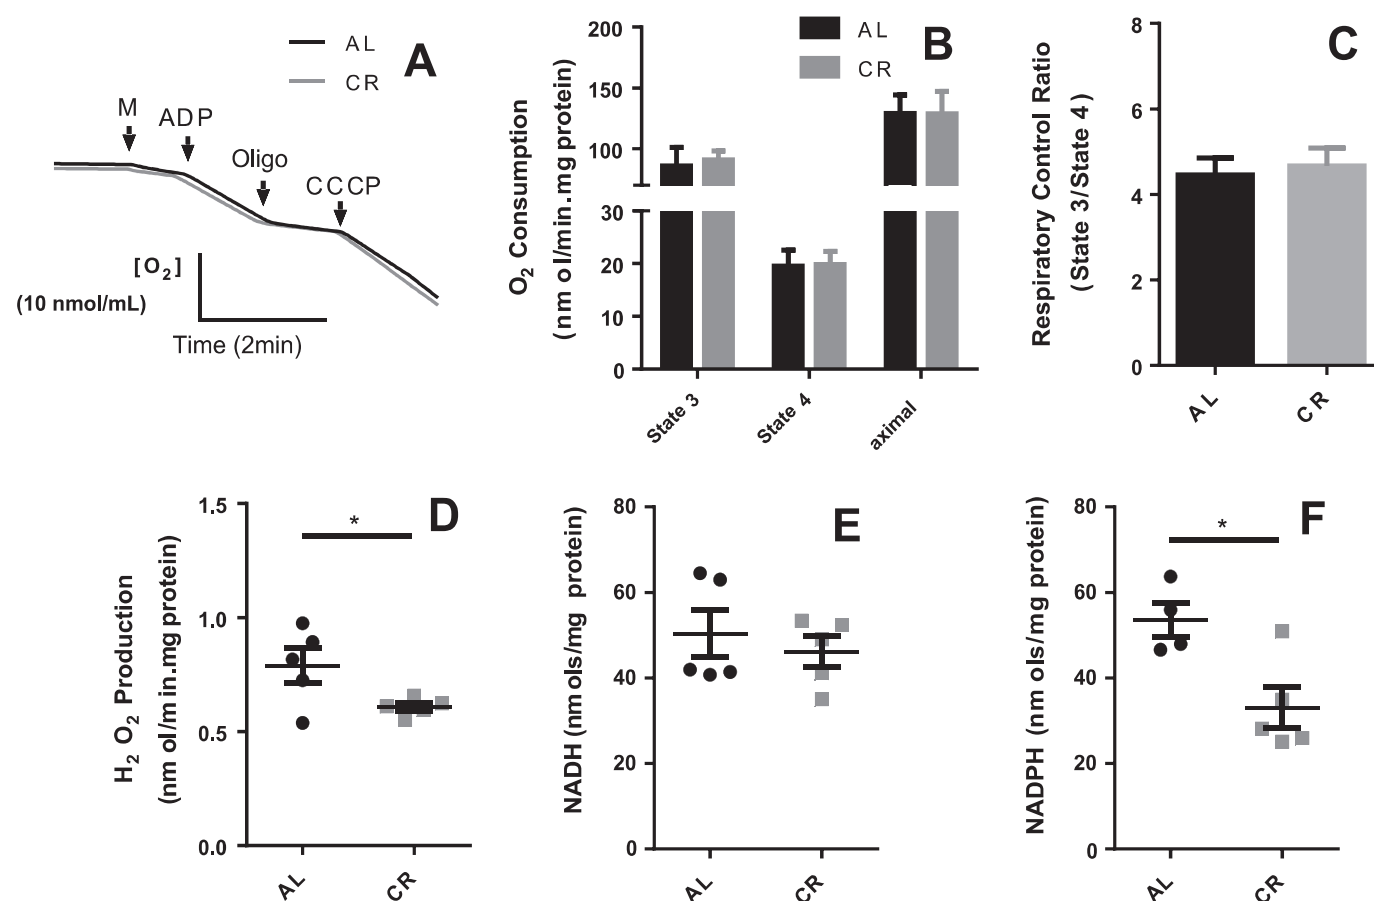 AL
CR
A
M
ADP
Oligo
CCCP
[O2]
(10 nmol/mL)
Time (2min)
AL
CR
B
O2 Consumption
(nm ol/min.mg protein)
200
150
100
30
20
10
0
State 3
State 4
aximal
C
Respiratory Control Ratio
(State 3/State 4)
8
6
4
2
0
AL
CR
D
*
H2 O2 Production
(nm ol/m in.mg protein)
1.5
1.0
0.5
0.0
AL
CR
E
NADH (nm ols/mg protein)
80
60
40
20
0
AL
CR
F
*
NADPH (nm ols/mg protein)
80
60
40
20
0
AL
CR